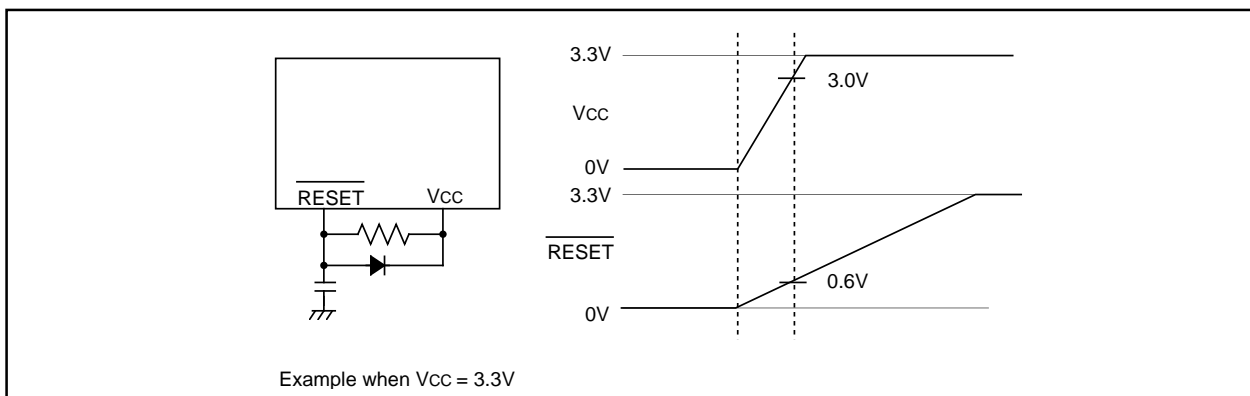 RESET
VCC
3.3V
3.0V
VCC
0V
3.3V
RESET
0.6V
0V
Example when VCC = 3.3V